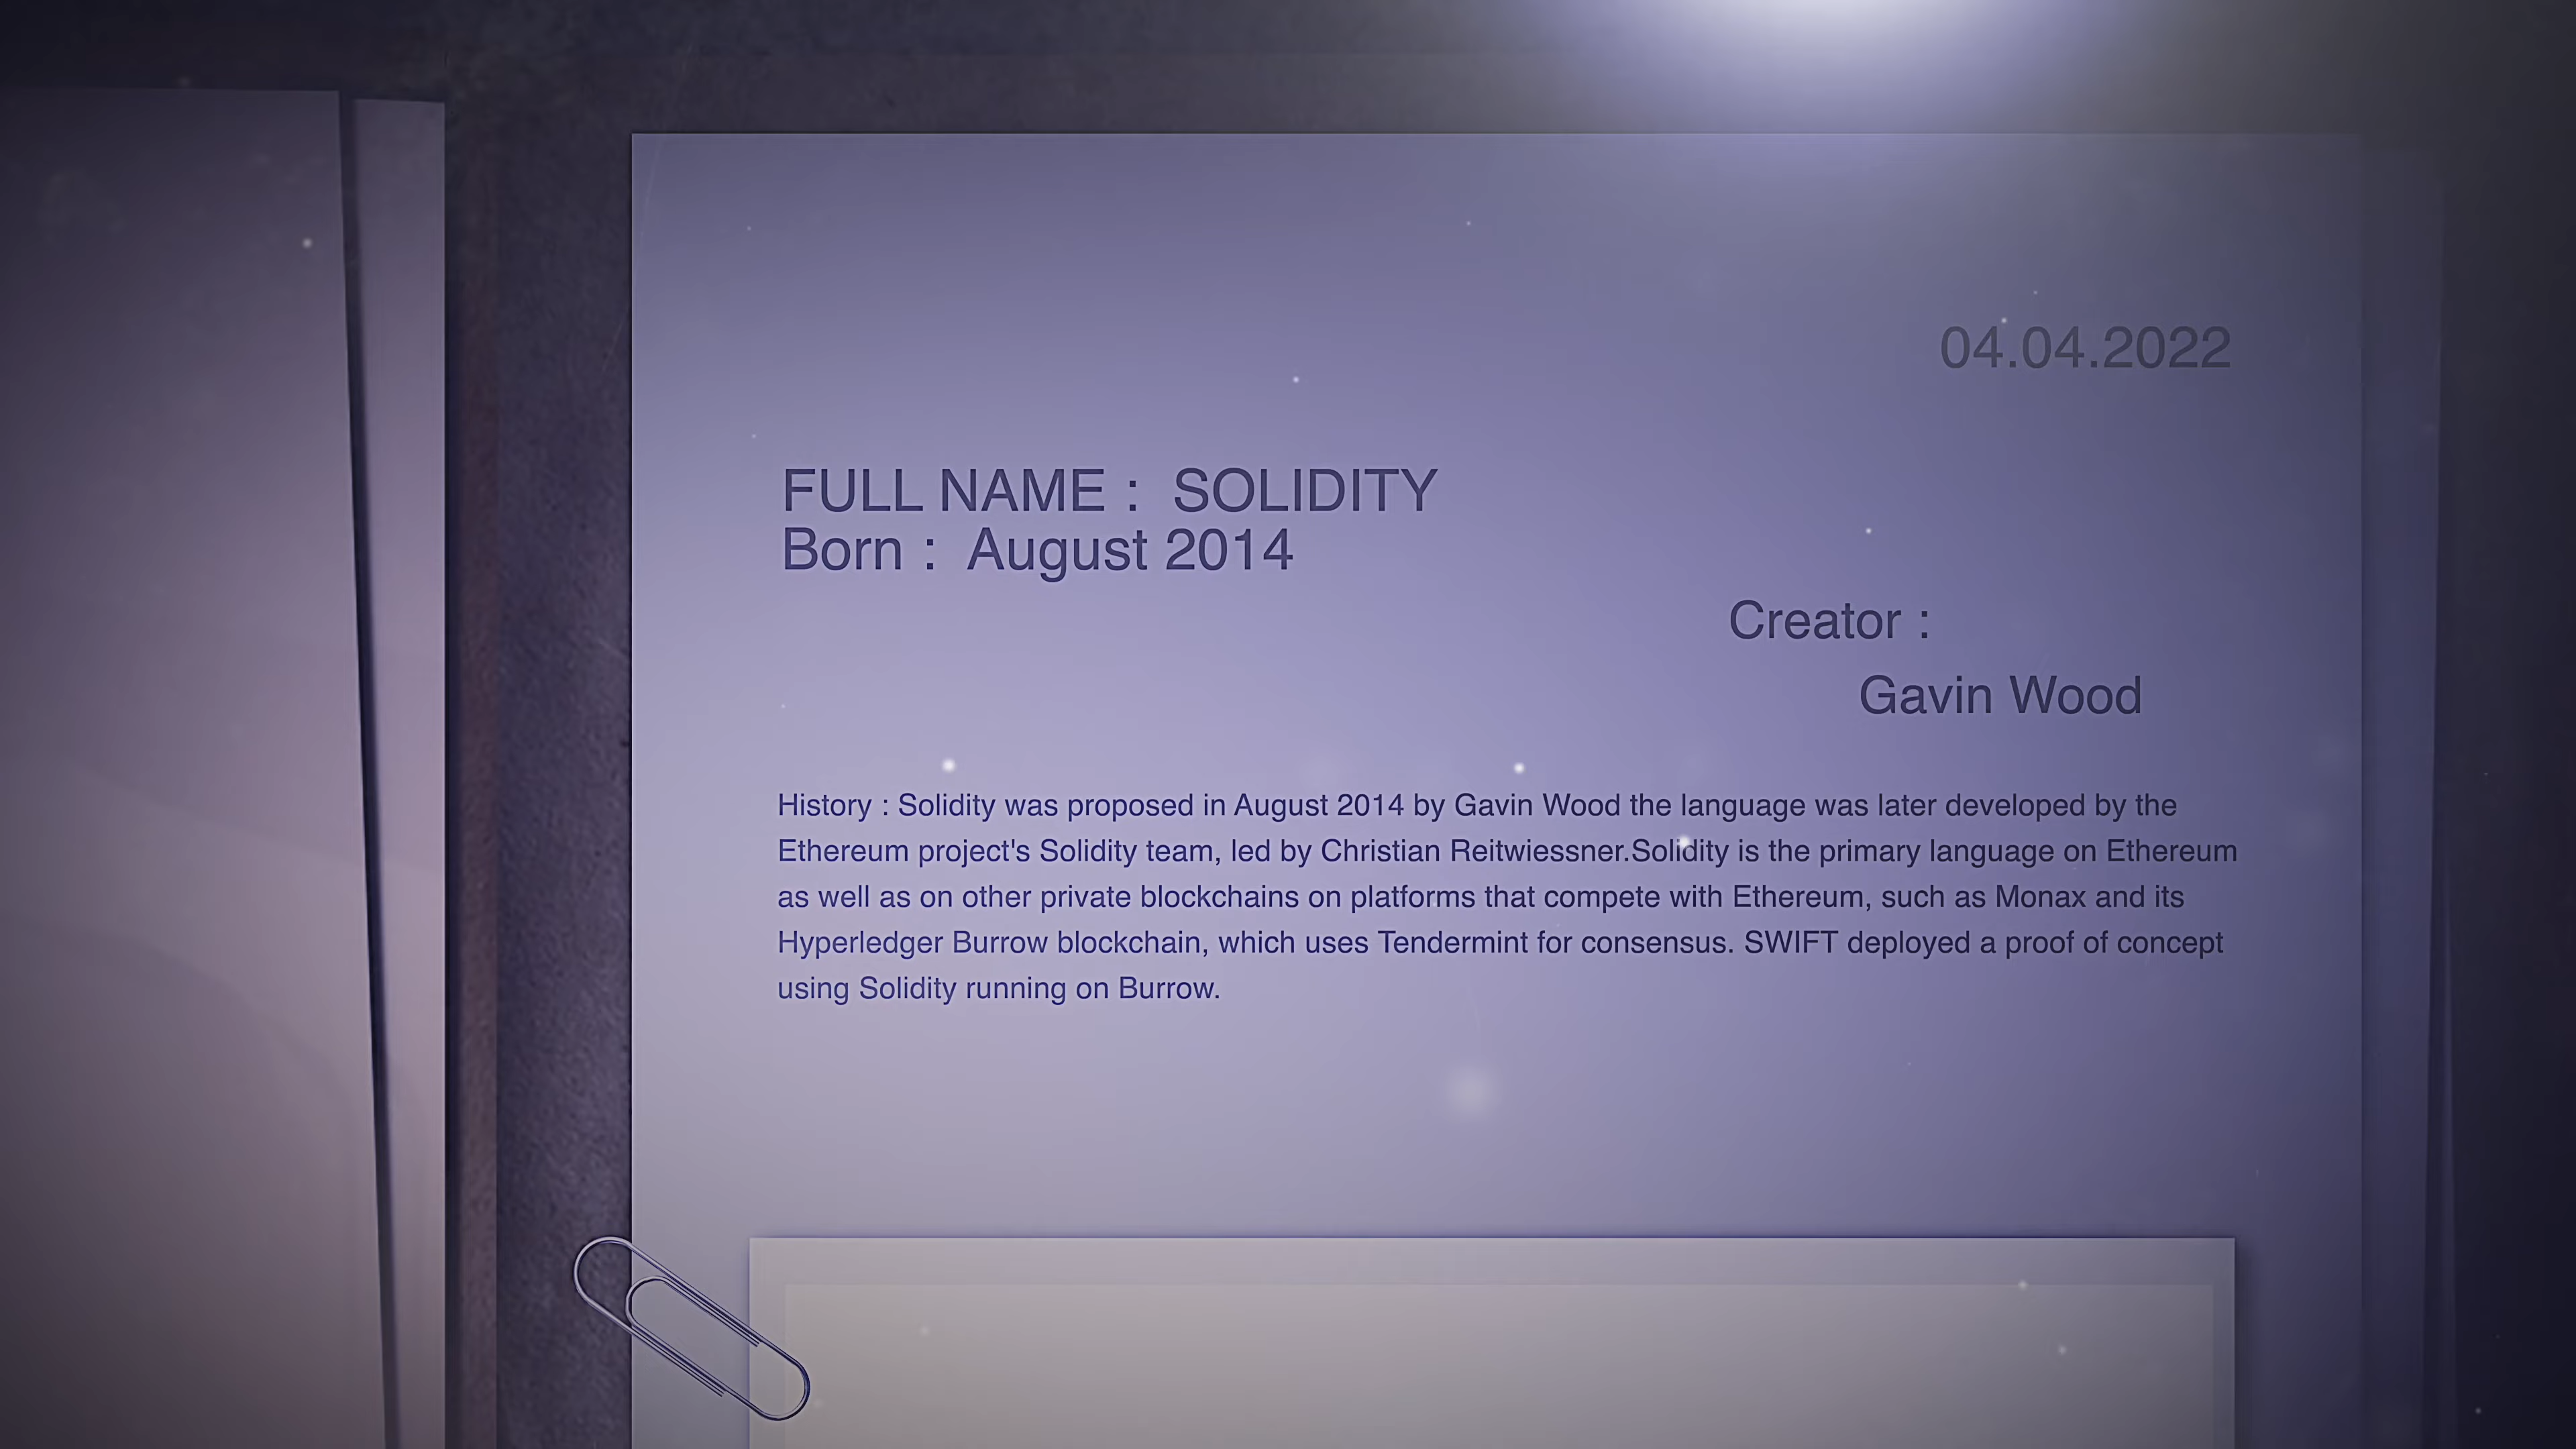 04.04.2022
FULL NAME :  SOLIDITY
Born :  August 2014
Creator :
Gavin Wood
History : Solidity was proposed in August 2014 by Gavin Wood the language was later developed by the
Ethereum project's Solidity team, led by Christian Reitwiessner.Solidity is the primary language on Ethereum
as well as on other private blockchains on platforms that compete with Ethereum, such as Monax and its
Hyperledger Burrow blockchain, which uses Tendermint for consensus. SWIFT deployed a proof of concept
using Solidity running on Burrow.